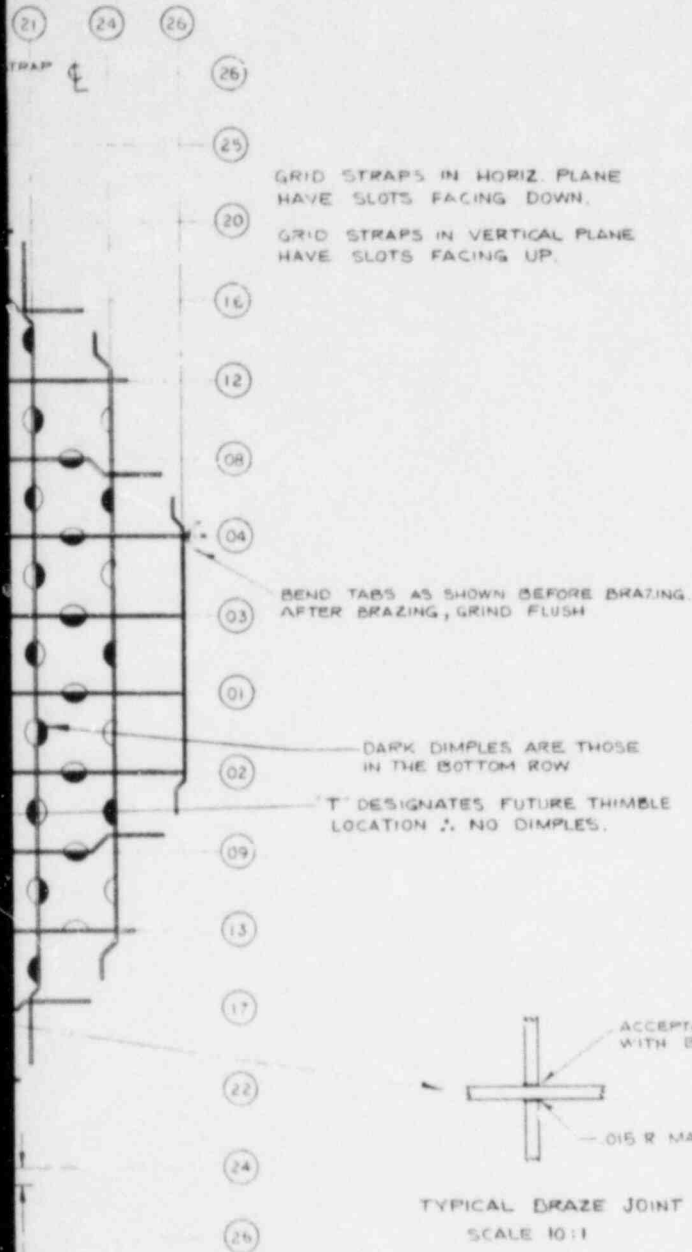 21 24 26
TRAP ℄
26
25
GRID STRAPS IN HORIZ. PLANE
HAVE SLOTS FACING DOWN.
20
GRID STRAPS IN VERTICAL PLANE
HAVE SLOTS FACING UP.
16
12
08
04
BEND TABS AS SHOWN BEFORE BRAZING.
AFTER BRAZING, GRIND FLUSH
03
01
DARK DIMPLES ARE THOSE
IN THE BOTTOM ROW
02
"T" DESIGNATES FUTURE THIMBLE
LOCATION ∴ NO DIMPLES.
09
13
17
ACCEPT
WITH B
22
.015 R MA
24
TYPICAL BRAZE JOINT
SCALE 10:1
26